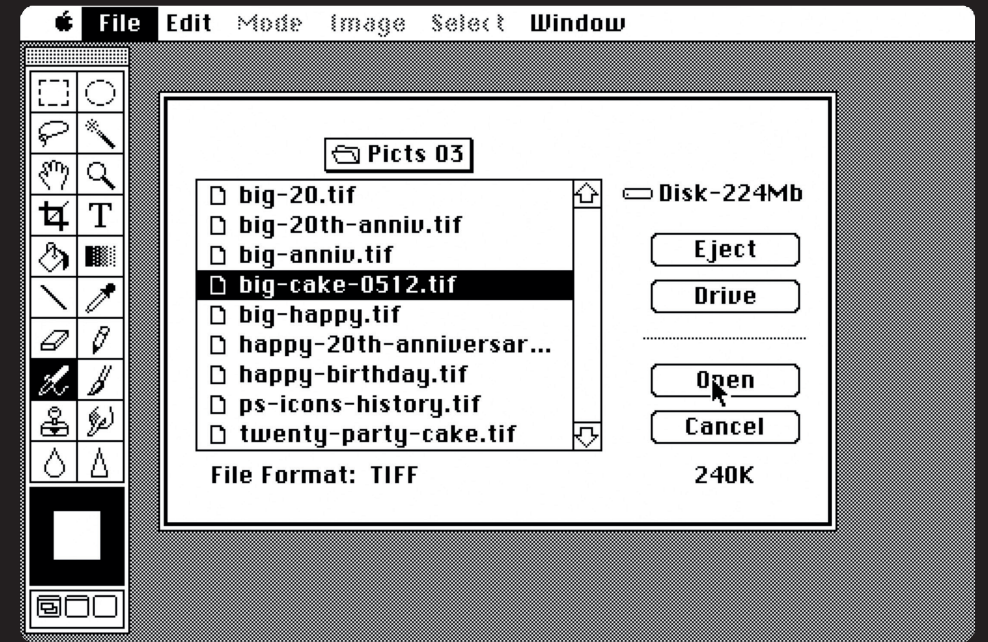 File Edit Mode Image Select Window
Picts 03
big-20.tif
big-20th-anniv.tif
big-anniv.tif
big-cake-0512.tif
big-happy.tif
happy-20th-anniversar...
happy-birthday.tif
ps-icons-history.tif
twenty-party-cake.tif
File Format: TIFF
Disk-224Mb
Eject
Drive
Open
Cancel
240K
T